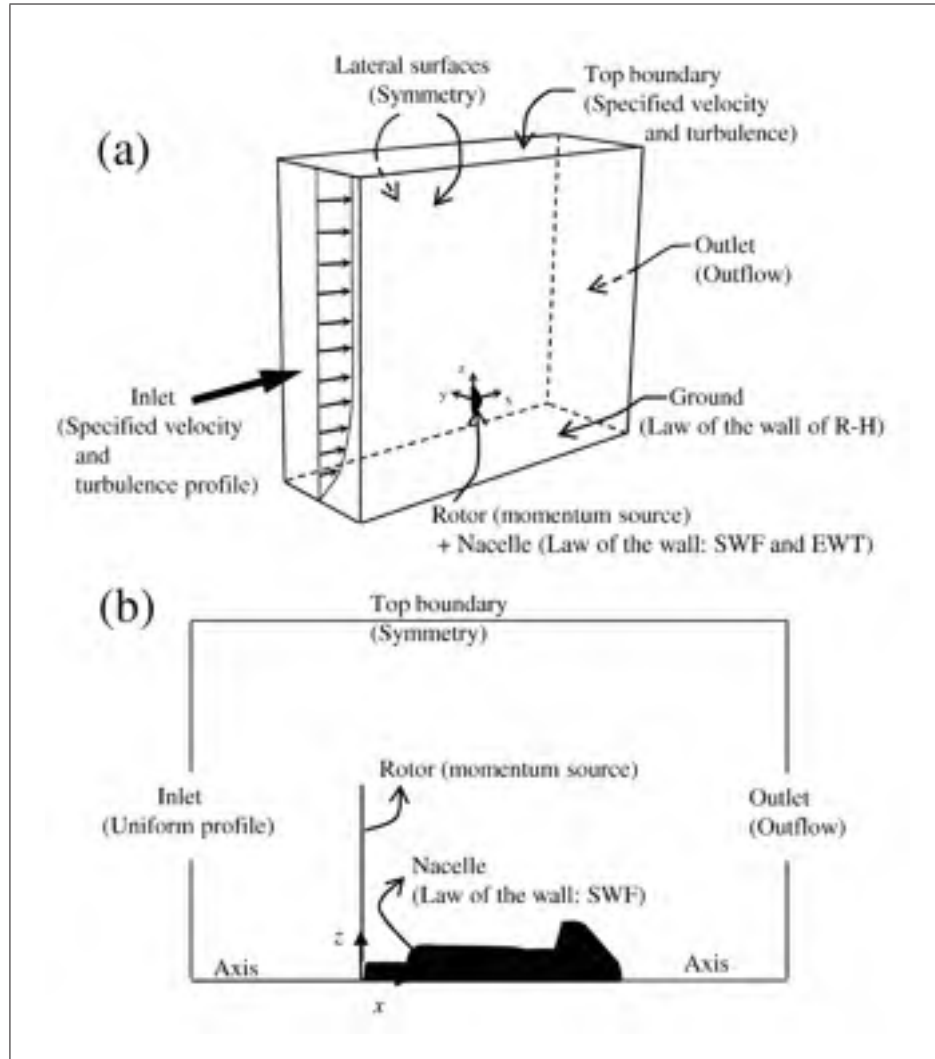 Lateral surfaces
(Symmetry)
Top boundary
(Specified velocity
and turbulence)
(a)
Outlet
(Outflow)
z
y
x
Inlet
(Specified velocity
and
turbulence profile)
Ground
(Law of the wall of R-H)
Rotor (momentum source)
+ Nacelle (Law of the wall: SWF and EWT)
(b)
Top boundary
(Symmetry)
Rotor (momentum source)
Inlet
(Uniform profile)
Outlet
(Outflow)
Nacelle
(Law of the wall: SWF)
z
Axis
Axis
x